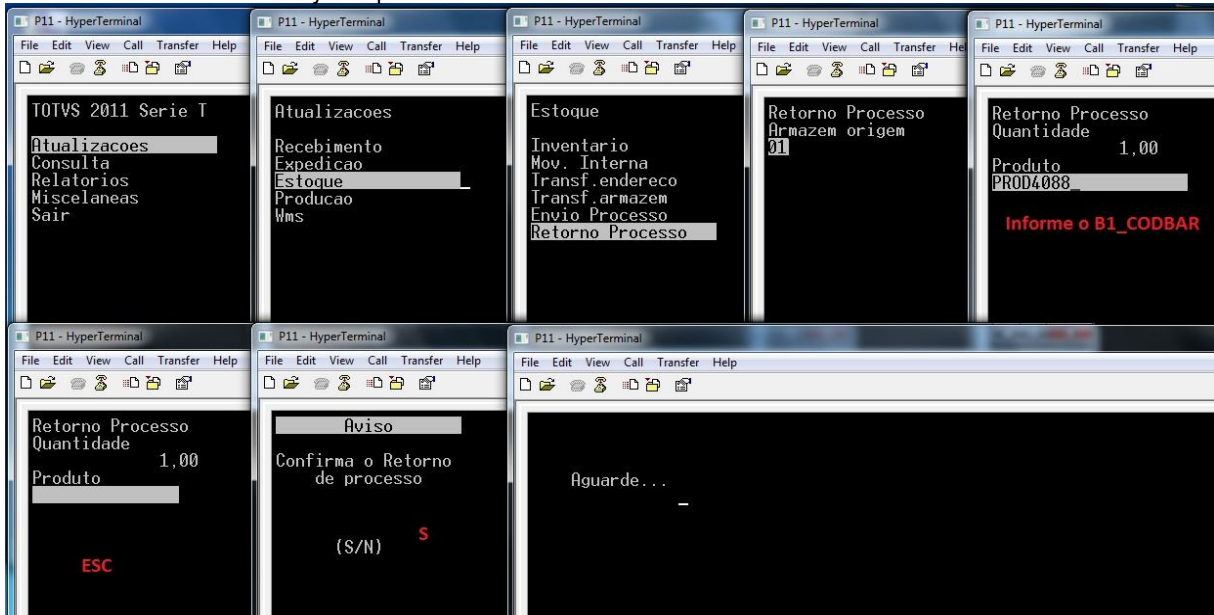 P11 - HyperTerminal
File Edit View Call Transfer Help
TOTVS 2011 Serie T
Atualizacoes
Consulta
Relatorios
Miscelaneas
Sair
P11 - HyperTerminal
File Edit View Call Transfer Help
Atualizacoes
Recebimento
Expedicao
Estoque
Producao
Wms
P11 - HyperTerminal
File Edit View Call Transfer Help
Estoque
Inventario
Mov. Interna
Transf.endereco
Transf.armazem
Envio Processo
Retorno Processo
P11 - HyperTerminal
File Edit View Call Transfer He
Retorno Processo
Armazem origem
01
P11 - HyperTerminal
File Edit View Call Transfer Help
Retorno Processo
Quantidade
1,00
Produto
PROD4088_
Informe o B1_CODBAR
P11 - HyperTerminal
File Edit View Call Transfer Help
Retorno Processo
Quantidade
1,00
Produto
ESC
P11 - HyperTerminal
File Edit View Call Transfer Help
Aviso
Confirma o Retorno
de processo
S
(S/N)
P11 - HyperTerminal
File Edit View Call Transfer Help
Aguarde...